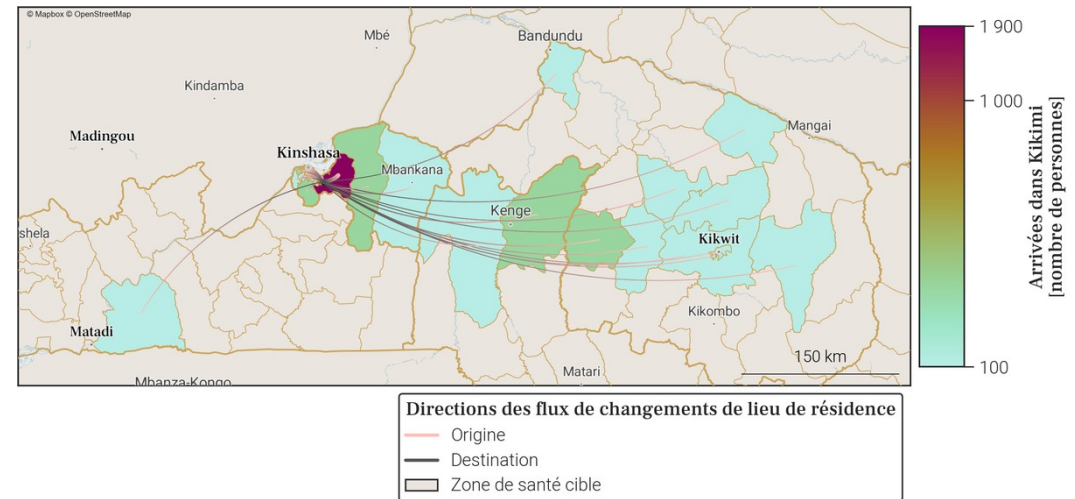 © Mapbox © OpenStreetMap
Mbé
Bandundu
1 900
Kindamba
1 000
Madingou
Mangai
Kinshasa
Mbankana
Kenge
shela
Kikwit
Arrivées dans Kikimi
[nombre de personnes]
Kikombo
Matadi
150 km
100
Matari
Mbanza-Kongo
Directions des flux de changements de lieu de résidence
Origine
Destination
Zone de santé cible